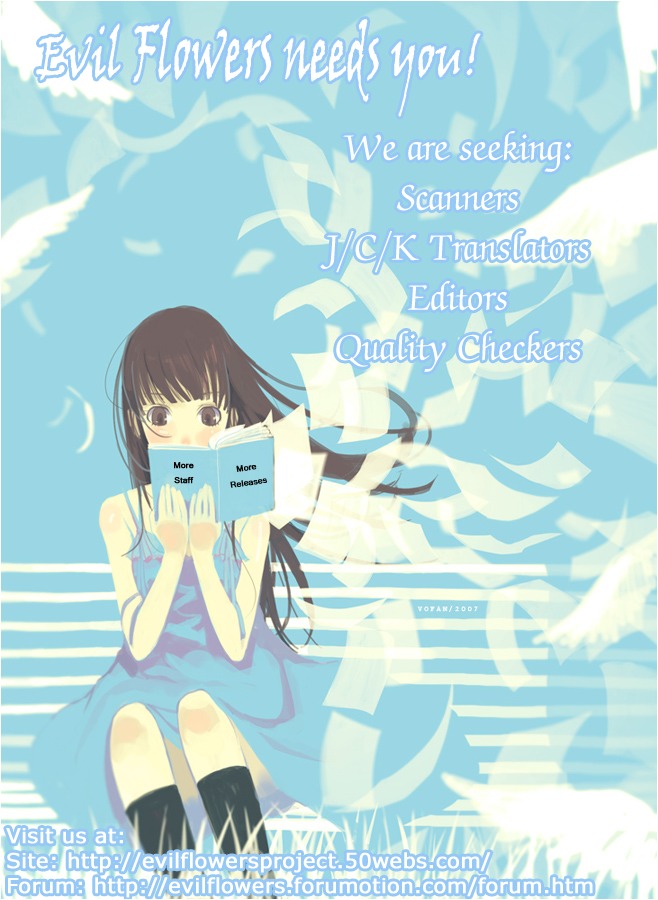 Evil Flowers needs you!
We are seeking:
Scanners
J/C/K Translators
Editors
Quality Checkers
More
Staff
More
Releases
VOFAN/2007
Visit us at:
Site: http://evilflowersproject.50webs.com/
Forum: http://evilflowers.forumotion.com/forum.htm